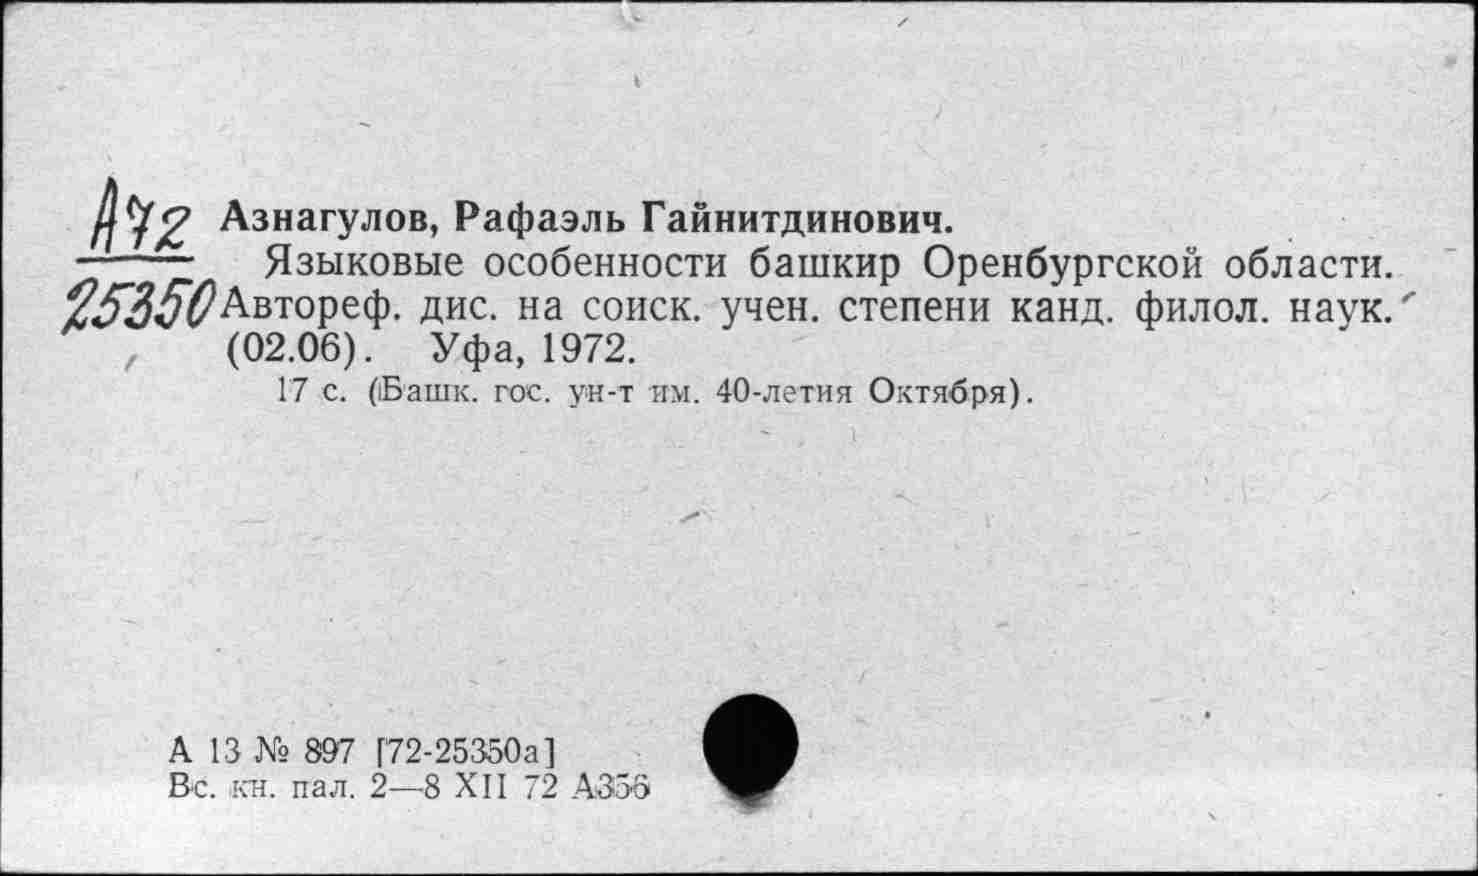 А72 Азнагулов, Рафаэль Гайнитдинович.
Языковые особенности башкир Оренбургской области.
25350 Автореф. дис. на соиск. учен. степени канд. филол. наук.
(02.06). Уфа, 1972.
17 с. (Башк. гос. ун-т им. 40-летия Октября).
А 13 № 897 [72-25350а]
Вс. кн. пал. 2—8 XII 72 А356